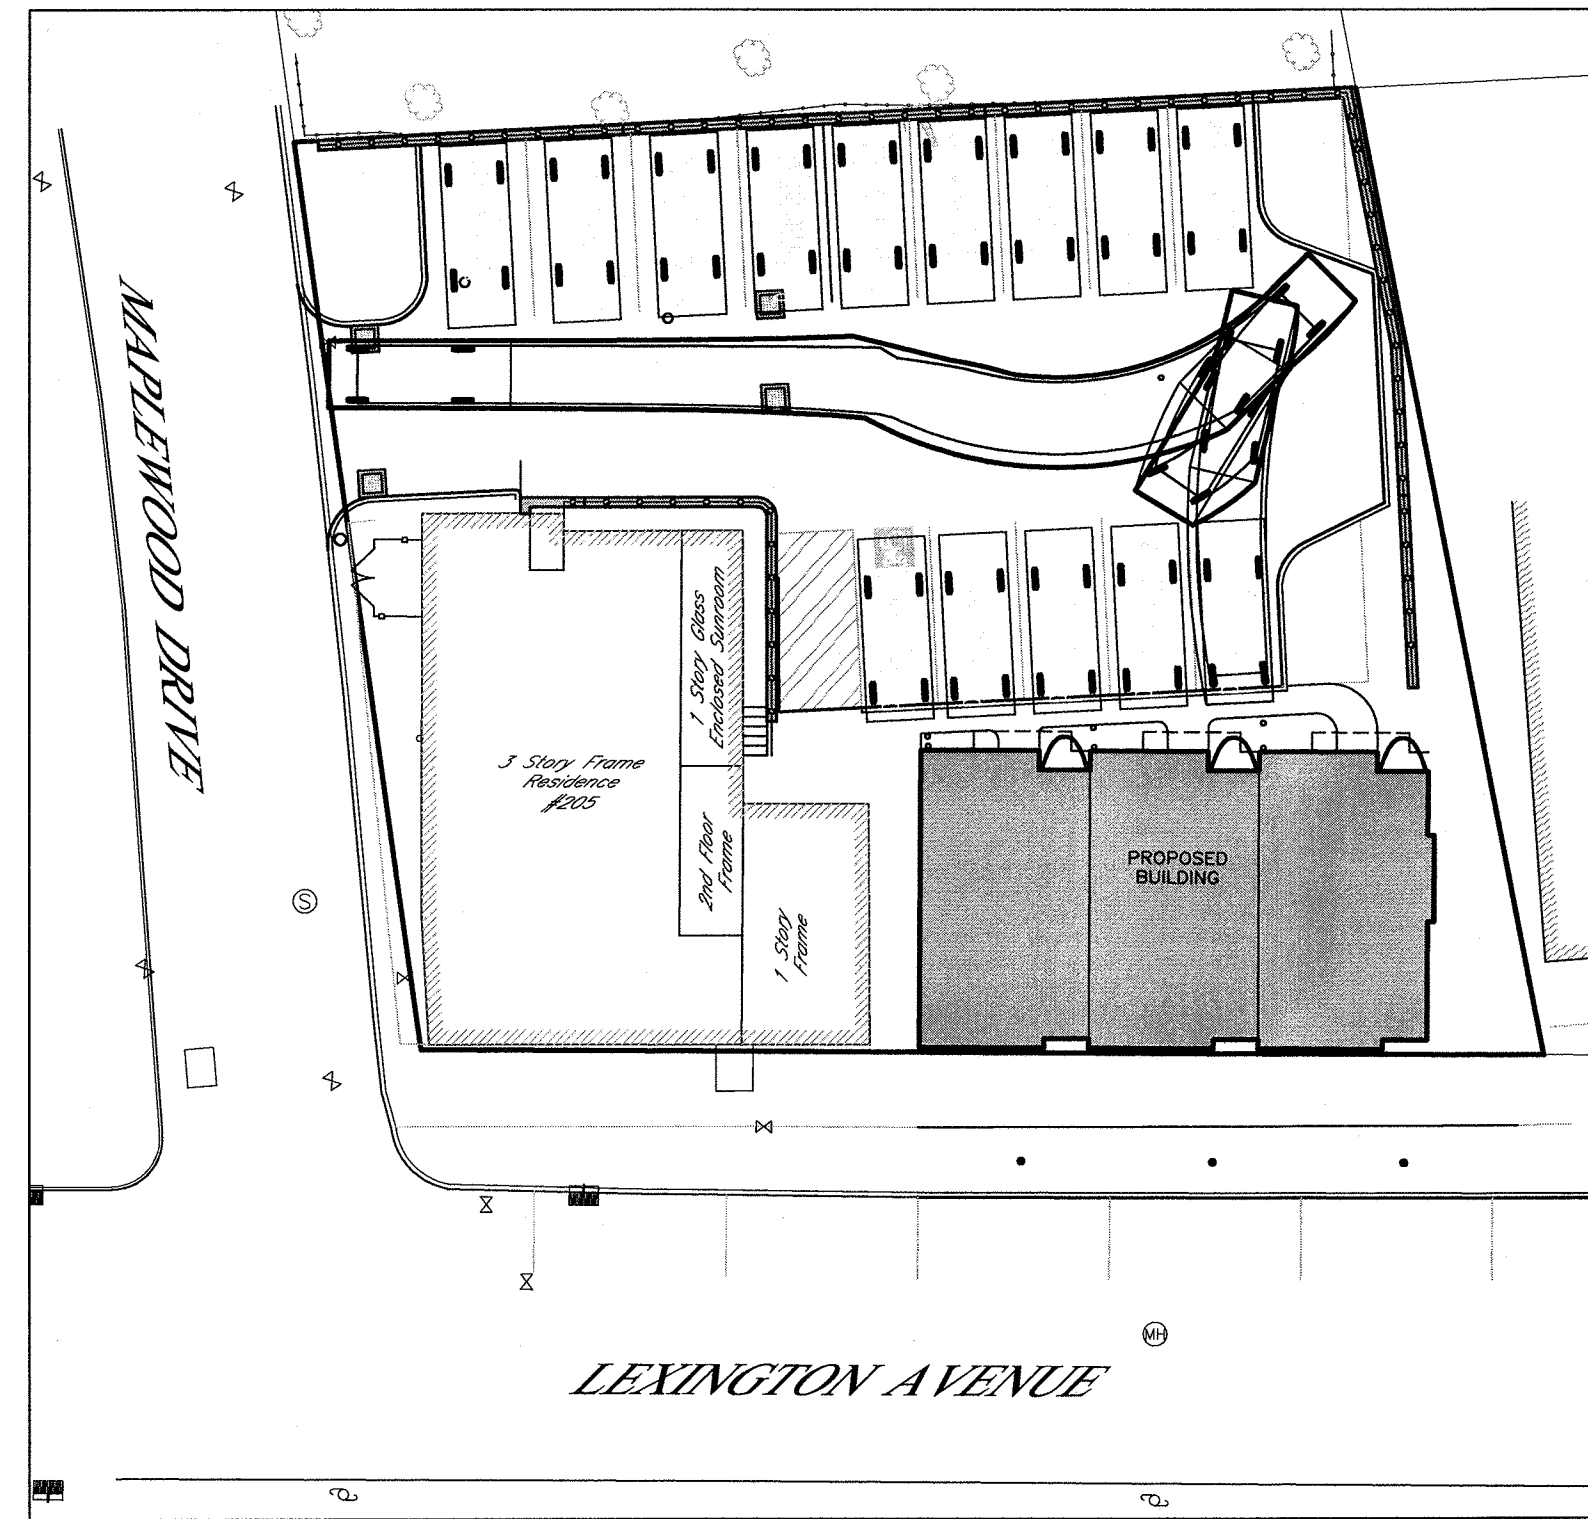 MAPLEWOOD DRIVE
1 Story Glass
Enclosed Sunroom
3 Story Frame
Residence
#205
2nd Floor
Frame
1 Story
Frame
PROPOSED
BUILDING
S
MH
LEXINGTON AVENUE